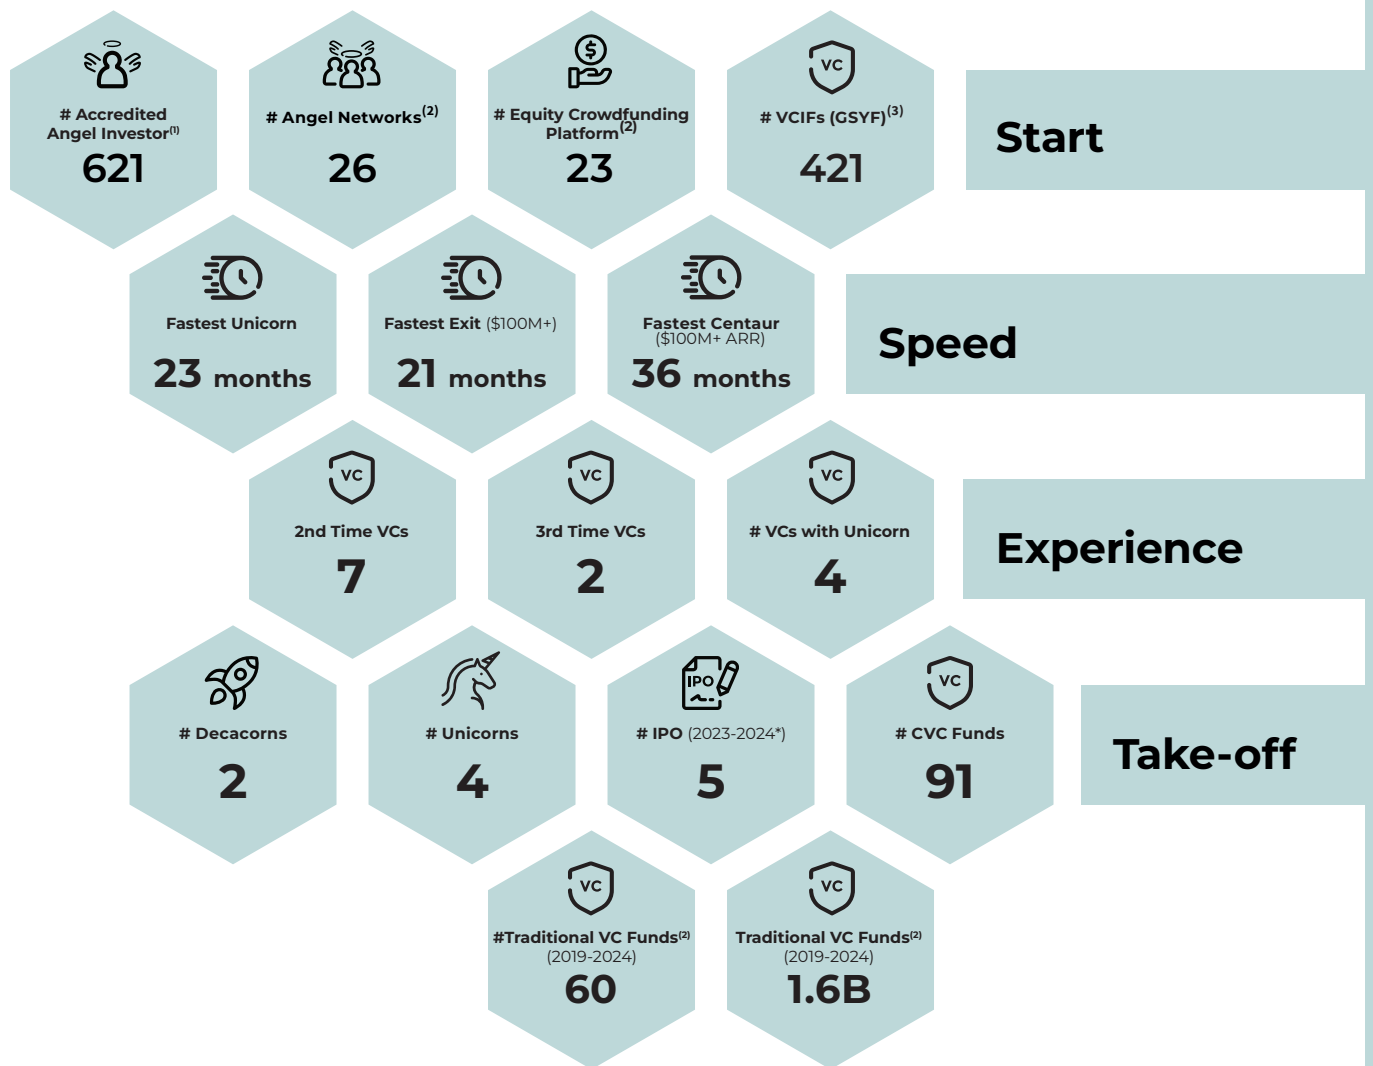 # Accredited
Angel Investor(1)
621
# Angel Networks(2)
26
$
# Equity Crowdfunding
Platform(2)
23
VC
# VCIFs (GSYF)(3)
421
Start
Fastest Unicorn
23 months
Fastest Exit ($100M+)
21 months
Fastest Centaur
($100M+ ARR)
36 months
Speed
VC
2nd Time VCs
7
VC
3rd Time VCs
2
VC
# VCs with Unicorn
4
Experience
# Decacorns
2
# Unicorns
4
IPO
# IPO (2023-2024*)
5
VC
# CVC Funds
91
Take-off
VC
#Traditional VC Funds(2)
(2019-2024)
60
VC
Traditional VC Funds(2)
(2019-2024)
1.6B